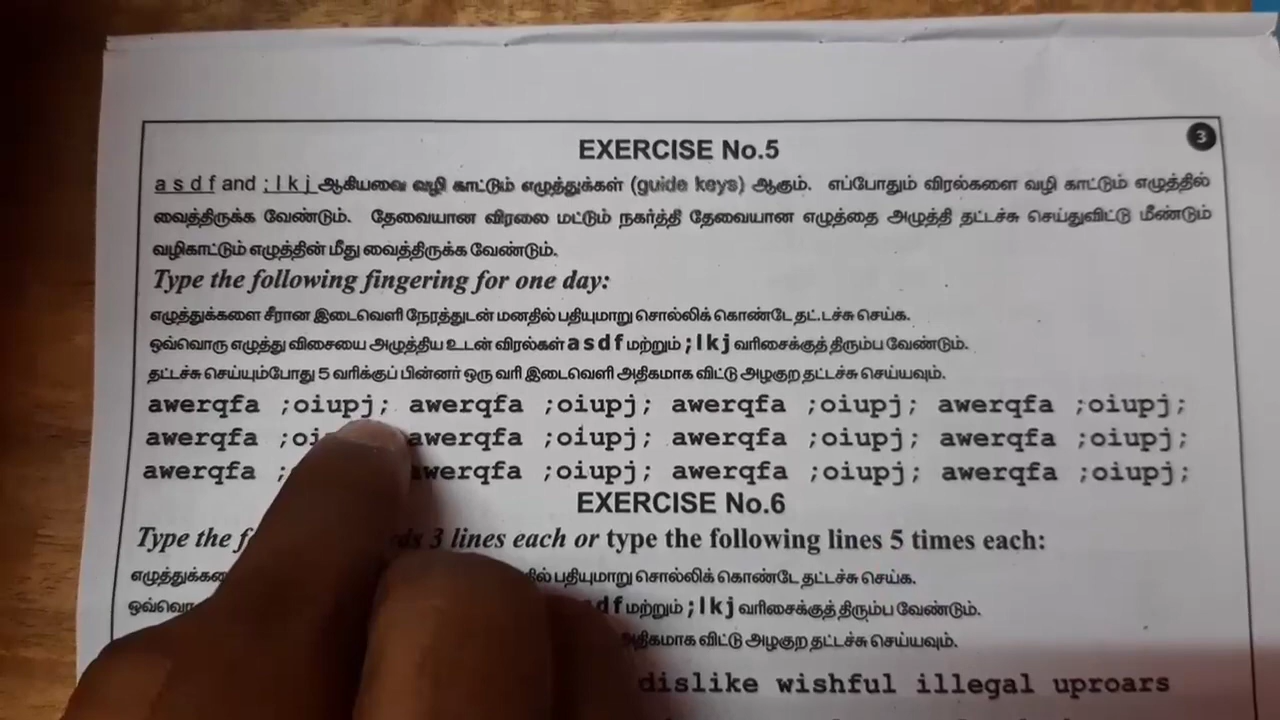 3
EXERCISE No.5
a s d f and ; l k j ஆகியவை வழி காட்டும் எழுத்துக்கள் (guide keys) ஆகும். எப்போதும் விரல்களை வழி காட்டும் எழுத்தில்
வைத்திருக்க வேண்டும். தேவையான விரலை மட்டும் நகர்த்தி தேவையான எழுத்தை அழுத்தி தட்டச்சு செய்துவிட்டு மீண்டும்
வழிகாட்டும் எழுத்தின் மீது வைத்திருக்க வேண்டும்.
Type the following fingering for one day:
எழுத்துக்களை சீரான இடைவெளி நேரத்துடன் மனதில் பதியுமாறு சொல்லிக் கொண்டே தட்டச்சு செய்க.
ஒவ்வொரு எழுத்து விசையை அழுத்திய உடன் விரல்கள் a s d f மற்றும் ; l k j வரிசைக்குத் திரும்ப வேண்டும்.
தட்டச்சு செய்யும்போது 5 வரிக்குப் பின்னர் ஒரு வரி இடைவெளி அதிகமாக விட்டு அழகுற தட்டச்சு செய்யவும்.
awerqfa ;oiupj; awerqfa ;oiupj; awerqfa ;oiupj; awerqfa ;oiupj;
awerqfa awerqfa ;oiupj; awerqfa ;oiupj; awerqfa ;oiupj;
awerqfa awerqfa ;oiupj; awerqfa ;oiupj; awerqfa ;oiupj;
EXERCISE No.6
Type the 3 lines each or type the following lines 5 times each:
பதியுமாறு சொல்லிக் கொண்டே தட்டச்சு செய்க.
மற்றும் ; l k j வரிசைக்குத் திரும்ப வேண்டும்.
அதிகமாக விட்டு அழகுற தட்டச்சு செய்யவும்.
dislike wishful illegal uproars